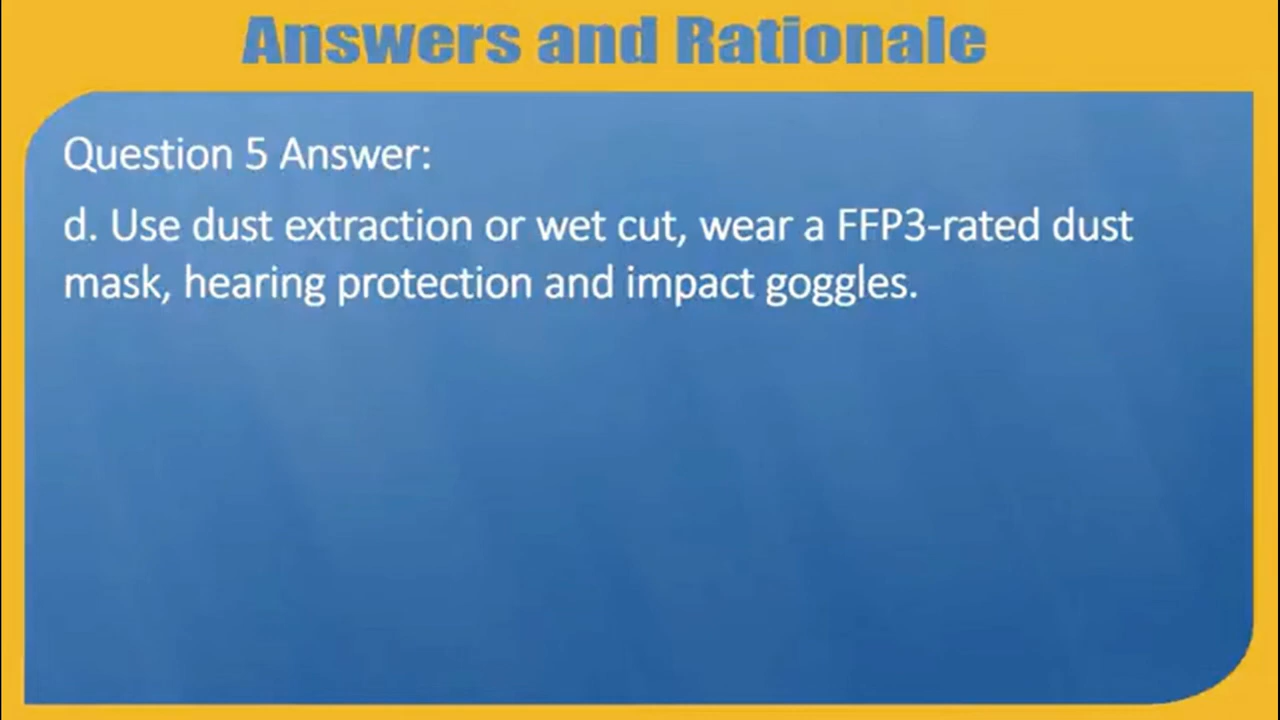 Answers and Rationale
Question 5 Answer:
d. Use dust extraction or wet cut, wear a FFP3-rated dust
mask, hearing protection and impact goggles.